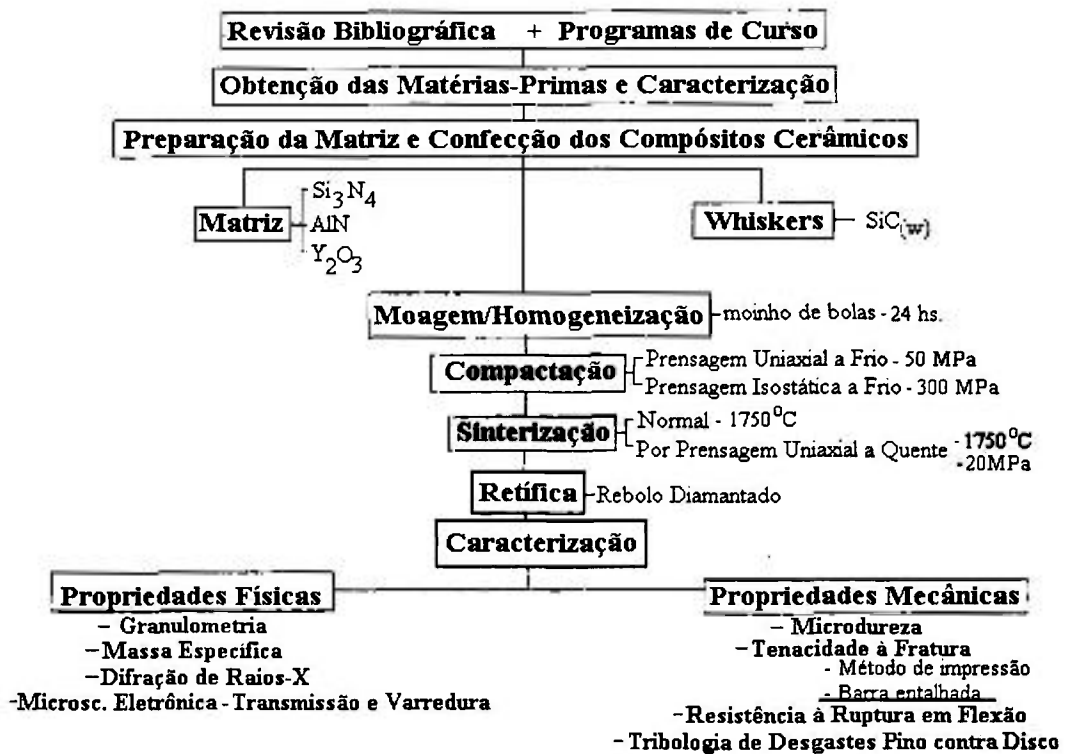 Revisão Bibliográfica + Programas de Curso
Obtenção das Matérias-Primas e Caracterização
Preparação da Matriz e Confecção dos Compósitos Cerâmicos
Matriz
Si₃N₄
AlN
Y₂O₃
Whiskers
SiC(w)
Moagem/Homogeneização
moinho de bolas - 24 hs.
Compactação
Prensagem Uniaxial a Frio - 50 MPa
Prensagem Isostática a Frio - 300 MPa
Sinterização
Normal - 1750⁰C
Por Prensagem Uniaxial a Quente
- 1750⁰C
-20MPa
Retífica
Rebolo Diamantado
Caracterização
Propriedades Físicas
- Granulometria
-Massa Específica
-Difração de Raios-X
-Microsc. Eletrônica - Transmissão e Varredura
Propriedades Mecânicas
- Microdureza
-Tenacidade à Fratura
- Método de impressão
- Barra entalhada
-Resistência à Ruptura em Flexão
- Tribologia de Desgastes Pino contra Disco